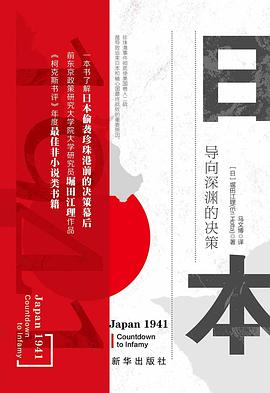 日本
导向深渊的决策
［日］堀田江理（Eri Hotta）著
马文博 译
一本书了解日本偷袭珍珠港前的决策幕后
前东京政策研究大学院大学研究员堀田江理作品
《柯克斯书评》年度最佳非小说类书籍
Japan 1941
Countdown
to Infamy
Japan 1941
Countdown
to Infamy
新华出版社